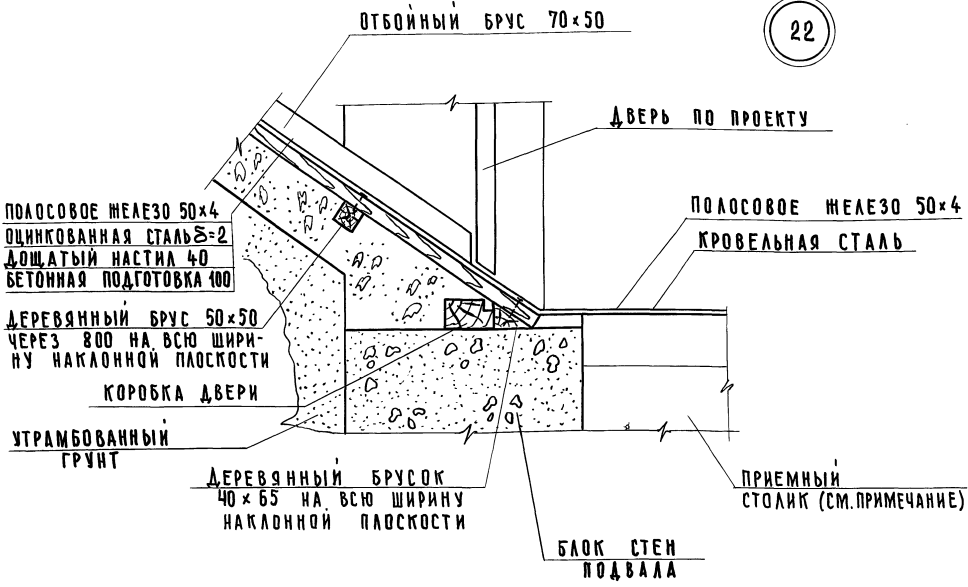 ОТБОЙНЫЙ БРУС 70×50
22
ДВЕРЬ ПО ПРОЕКТУ
ПОЛОСОВОЕ ЖЕЛЕЗО 50×4
ОЦИНКОВАННАЯ СТАЛЬ δ=2
ДОЩАТЫЙ НАСТИЛ 40
БЕТОННАЯ ПОДГОТОВКА 100
ПОЛОСОВОЕ ЖЕЛЕЗО 50×4
КРОВЕЛЬНАЯ СТАЛЬ
ДЕРЕВЯННЫЙ БРУС 50×50
ЧЕРЕЗ 800 НА ВСЮ ШИРИ-
НУ НАКЛОННОЙ ПЛОСКОСТИ
КОРОБКА ДВЕРИ
УТРАМБОВАННЫЙ
ГРУНТ
ДЕРЕВЯННЫЙ БРУСОК
40×65 НА ВСЮ ШИРИНУ
НАКЛОННОЙ ПЛОСКОСТИ
ПРИЕМНЫЙ
СТОЛИК (СМ.ПРИМЕЧАНИЕ)
БЛОК СТЕН
ПОДВАЛА